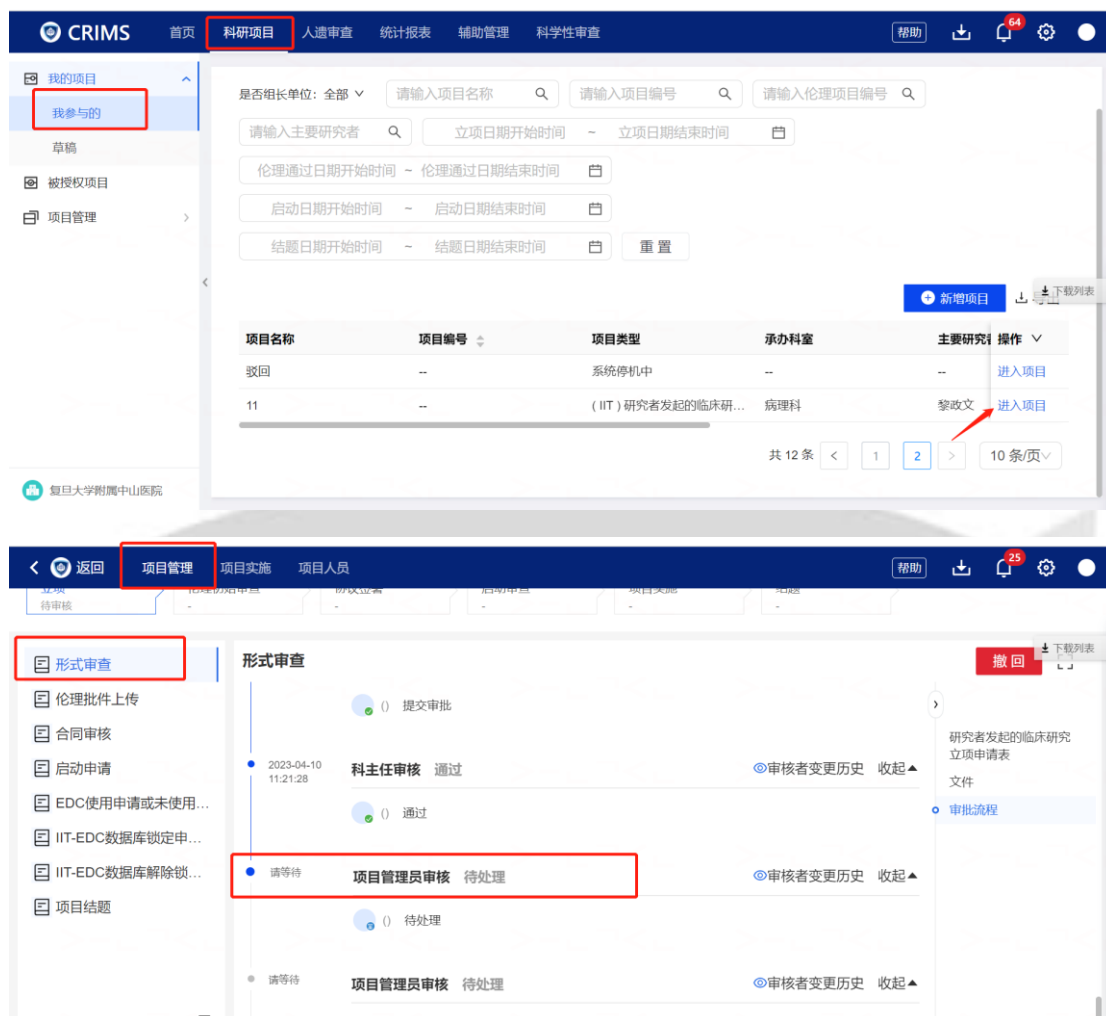 CRIMS 首页 科研项目 人遗审查 统计报表 辅助管理 科学性审查 帮助 64
我的项目
我参与的
草稿
被授权项目
项目管理
复旦大学附属中山医院
是否组长单位: 全部 请输入项目名称 请输入项目编号 请输入伦理项目编号
请输入主要研究者 立项日期开始时间 ~ 立项日期结束时间
伦理通过日期开始时间 ~ 伦理通过日期结束时间
启动日期开始时间 ~ 启动日期结束时间
结题日期开始时间 ~ 结题日期结束时间 重置
新增项目 下载列表
项目名称 项目编号 项目类型 承办科室 主要研究 操作
驳回 -- 系统停机中 -- -- 进入项目
11 -- (IIT)研究者发起的临床研... 病理科 黎政文 进入项目
共 12 条 < 1 2 > 10 条/页
返回 项目管理 项目实施 项目人员 帮助 25
待审核 - - - - -
形式审查
伦理批件上传
合同审核
启动申请
EDC使用申请或未使用...
IIT-EDC数据库锁定申...
IIT-EDC数据库解除锁...
项目结题
形式审查 撤回 下载列表
() 提交审批
2023-04-10
11:21:28
科主任审核 通过 审核者变更历史 收起
() 通过
请等待 项目管理员审核 待处理 审核者变更历史 收起
() 待处理
请等待 项目管理员审核 待处理 审核者变更历史 收起
研究者发起的临床研究
立项申请表
文件
审批流程